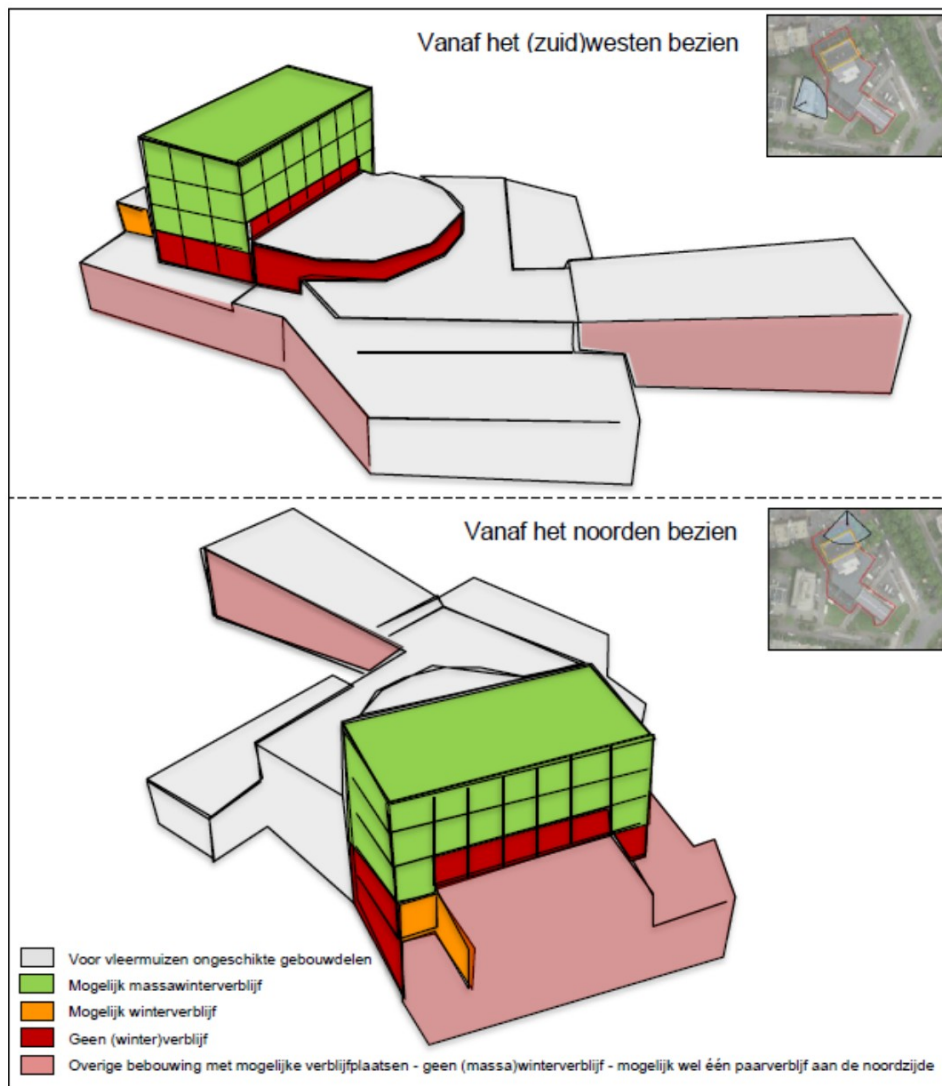 Vanaf het (zuid)westen bezien
Vanaf het noorden bezien
Voor vleermuizen ongeschikte gebouwdelen
Mogelijk massawinterverblijf
Mogelijk winterverblijf
Geen (winter)verblijf
Overige bebouwing met mogelijke verblijfplaatsen - geen (massa)winterverblijf - mogelijk wel één paarverbljf aan de noordzijde